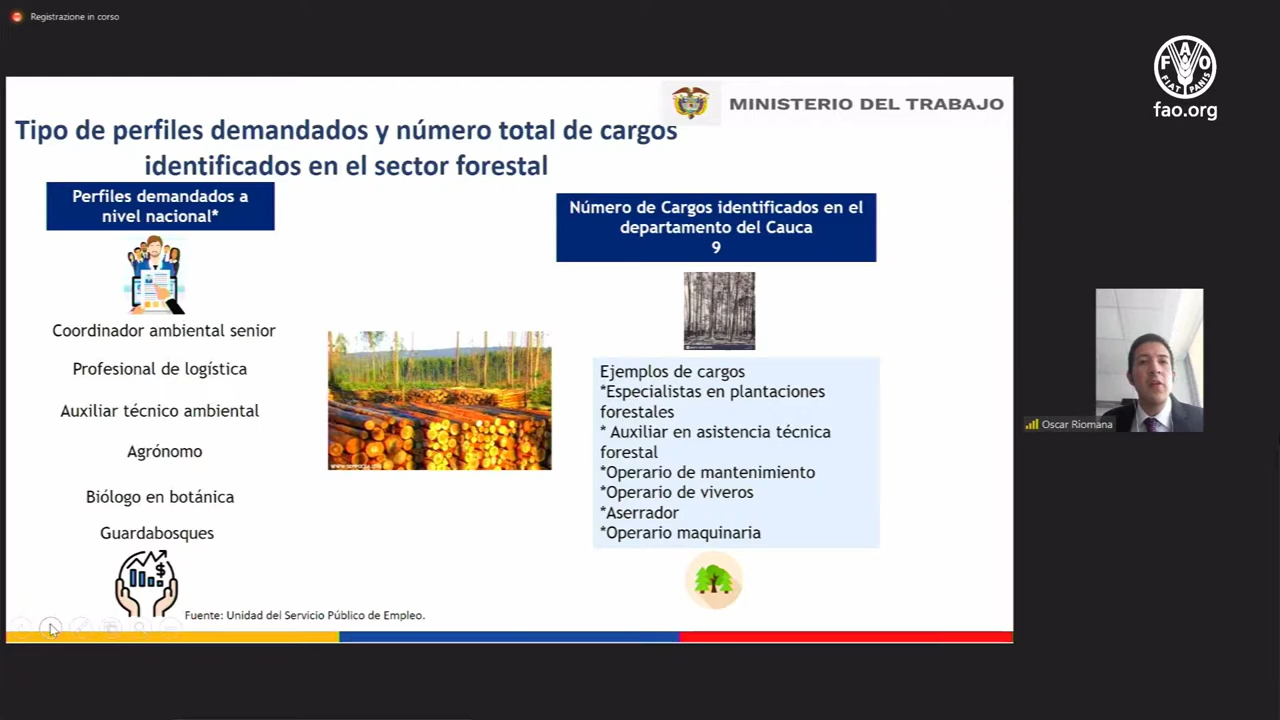 Registrazione in corso
FAO
FIAT PANIS
fao.org
MINISTERIO DEL TRABAJO
Tipo de perfiles demandados y número total de cargos
identificados en el sector forestal
Perfiles demandados a
nivel nacional*
Coordinador ambiental senior
Profesional de logística
Auxiliar técnico ambiental
Agrónomo
Biólogo en botánica
Guardabosques
Número de Cargos identificados en el
departamento del Cauca
9
Ejemplos de cargos
*Especialistas en plantaciones
forestales
* Auxiliar en asistencia técnica
forestal
*Operario de mantenimiento
*Operario de viveros
*Aserrador
*Operario maquinaria
Fuente: Unidad del Servicio Público de Empleo.
Oscar Riomana